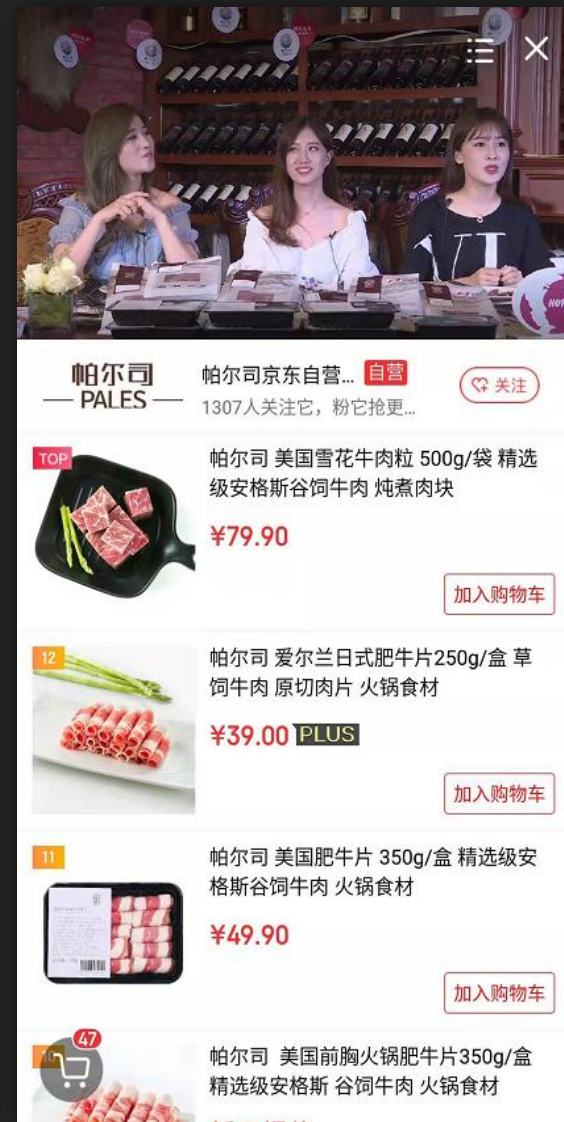 帕尔司
PALES
帕尔司京东自营...
自营
1307人关注它，粉它抢更...
关注
TOP
帕尔司 美国雪花牛肉粒 500g/袋 精选
级安格斯谷饲牛肉 炖煮肉块
¥79.90
加入购物车
12
帕尔司 爱尔兰日式肥牛片250g/盒 草
饲牛肉 原切肉片 火锅食材
¥39.00 PLUS
加入购物车
11
帕尔司 美国肥牛片 350g/盒 精选级安
格斯谷饲牛肉 火锅食材
¥49.90
加入购物车
10
47
帕尔司 美国前胸火锅肥牛片350g/盒
精选级安格斯 谷饲牛肉 火锅食材